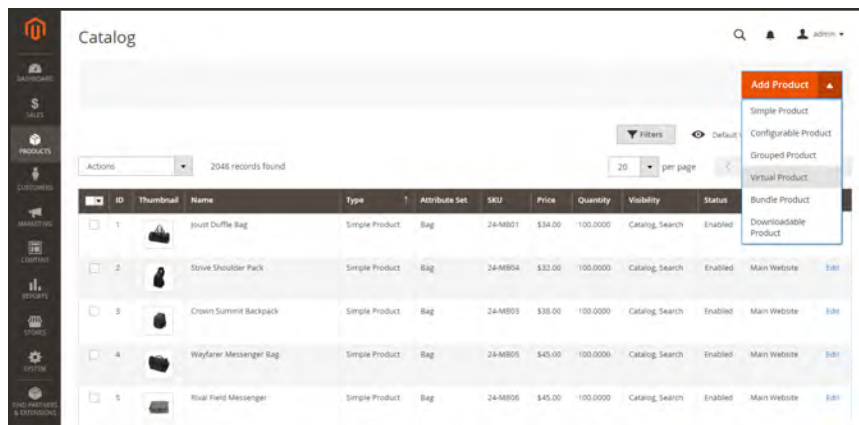 Catalog
admin
DASHBOARD
SALES
PRODUCTS
CUSTOMERS
MARKETING
CONTENT
REPORTS
STORES
SYSTEM
FIND PARTNERS
& EXTENSIONS
Add Product
Simple Product
Configurable Product
Grouped Product
Virtual Product
Bundle Product
Downloadable
Product
Filters
Default
Actions
2048 records found
20
per page
ID Thumbnail Name Type ↑ Attribute Set SKU Price Quantity Visibility Status
1 Joust Duffle Bag Simple Product Bag 24-MB01 $34.00 100.0000 Catalog, Search Enabled
2 Strive Shoulder Pack Simple Product Bag 24-MB04 $32.00 100.0000 Catalog, Search Enabled Main Website Edit
3 Crown Summit Backpack Simple Product Bag 24-MB03 $38.00 100.0000 Catalog, Search Enabled Main Website Edit
4 Wayfarer Messenger Bag Simple Product Bag 24-MB05 $45.00 100.0000 Catalog, Search Enabled Main Website Edit
5 Rival Field Messenger Simple Product Bag 24-MB06 $45.00 100.0000 Catalog, Search Enabled Main Website Edit